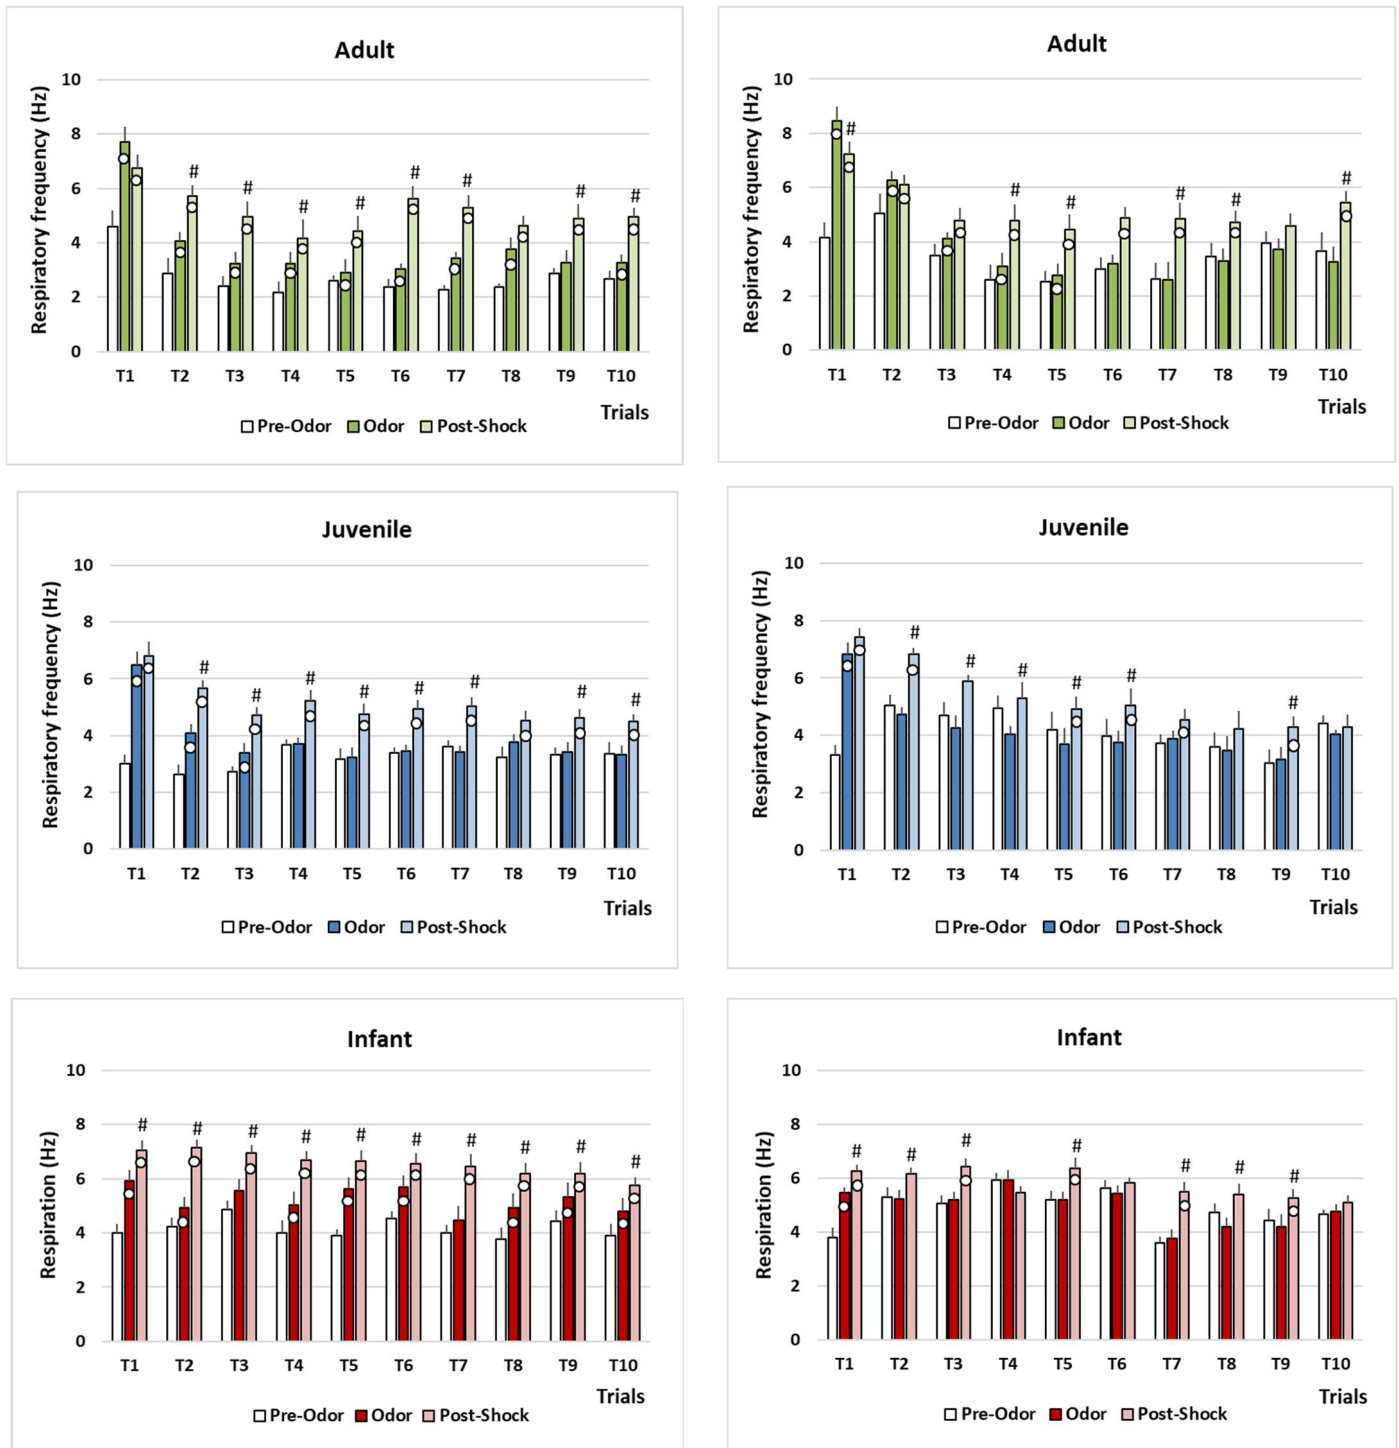 Adult
Respiratory frequency (Hz)
10
8
6
4
2
0
# # # # # # # #
T1 T2 T3 T4 T5 T6 T7 T8 T9 T10
Trials
Pre-Odor Odor Post-Shock
Adult
Respiratory frequency (Hz)
10
8
6
4
2
0
# # # # # #
T1 T2 T3 T4 T5 T6 T7 T8 T9 T10
Trials
Pre-Odor Odor Post-Shock
Juvenile
Respiratory frequency (Hz)
10
8
6
4
2
0
# # # # # # # #
T1 T2 T3 T4 T5 T6 T7 T8 T9 T10
Trials
Pre-Odor Odor Post-Shock
Juvenile
Respiratory frequency (Hz)
10
8
6
4
2
0
# # # # # #
T1 T2 T3 T4 T5 T6 T7 T8 T9 T10
Trials
Pre-Odor Odor Post-Shock
Infant
Respiration (Hz)
10
8
6
4
2
0
# # # # # # # # # #
T1 T2 T3 T4 T5 T6 T7 T8 T9 T10
Trials
Pre-Odor Odor Post-Shock
Infant
Respiration (Hz)
10
8
6
4
2
0
# # # # # # #
T1 T2 T3 T4 T5 T6 T7 T8 T9 T10
Trials
Pre-Odor Odor Post-Shock